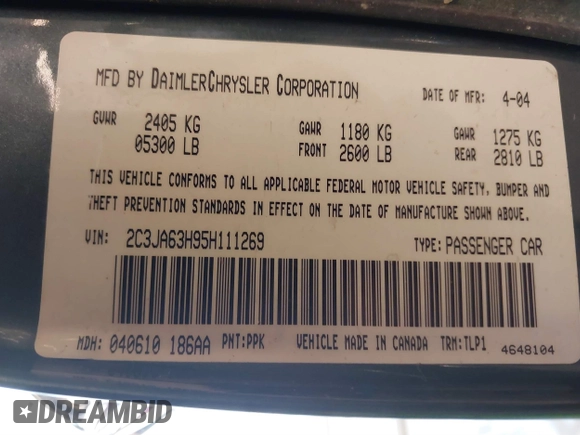 MFD BY DAIMLERCHRYSLER CORPORATION DATE OF MFR: 4-04
GVWR 2405 KG GAWR 1180 KG GAWR 1275 KG
05300 LB FRONT 2600 LB REAR 2810 LB
THIS VEHICLE CONFORMS TO ALL APPLICABLE FEDERAL MOTOR VEHICLE SAFETY, BUMPER AND
THEFT PREVENTION STANDARDS IN EFFECT ON THE DATE OF MANUFACTURE SHOWN ABOVE.
VIN: 2C3JA63H95H111269 TYPE: PASSENGER CAR
MDH: 040610 186AA PNT: PPK VEHICLE MADE IN CANADA TRM: TLP1 4648104
DREAMBID